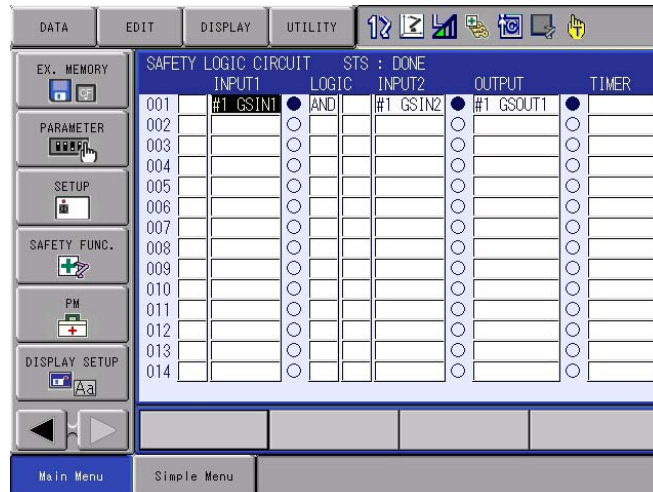 DATA EDIT DISPLAY UTILITY
EX. MEMORY
CF
PARAMETER
SETUP
SAFETY FUNC.
PM
DISPLAY SETUP
Aa
SAFETY LOGIC CIRCUIT STS : DONE
INPUT1 LOGIC INPUT2 OUTPUT TIMER
001 #1 GSIN1 AND #1 GSIN2 #1 GSOUT1
002
003
004
005
006
007
008
009
010
011
012
013
014
Main Menu Simple Menu